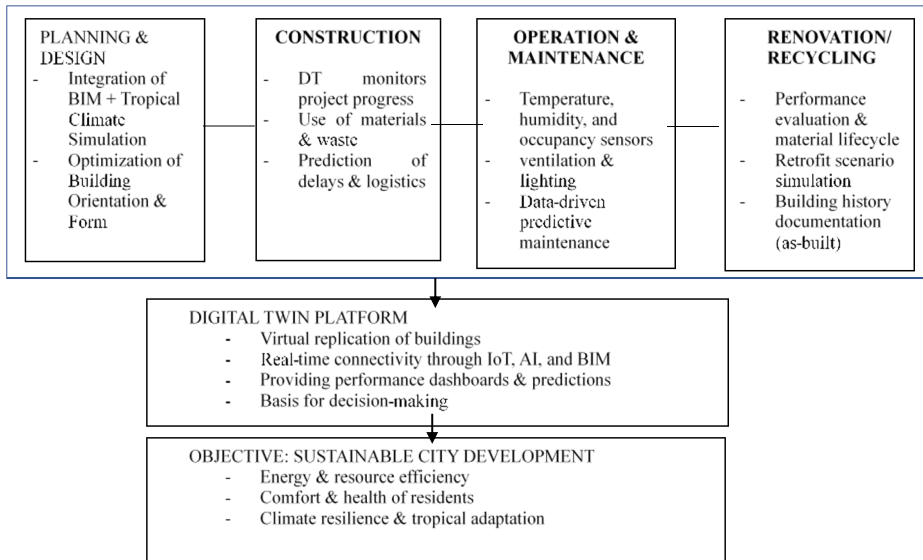 PLANNING &
DESIGN
- Integration of
BIM + Tropical
Climate
Simulation
- Optimization of
Building
Orientation &
Form
CONSTRUCTION
- DT monitors
project progress
- Use of materials
& waste
- Prediction of
delays & logistics
OPERATION &
MAINTENANCE
- Temperature,
humidity, and
occupancy sensors
- ventilation &
lighting
- Data-driven
predictive
maintenance
RENOVATION/
RECYCLING
- Performance
evaluation &
material lifecycle
- Retrofit scenario
simulation
- Building history
documentation
(as-built)
DIGITAL TWIN PLATFORM
- Virtual replication of buildings
- Real-time connectivity through IoT, AI, and BIM
- Providing performance dashboards & predictions
- Basis for decision-making
OBJECTIVE: SUSTAINABLE CITY DEVELOPMENT
- Energy & resource efficiency
- Comfort & health of residents
- Climate resilience & tropical adaptation